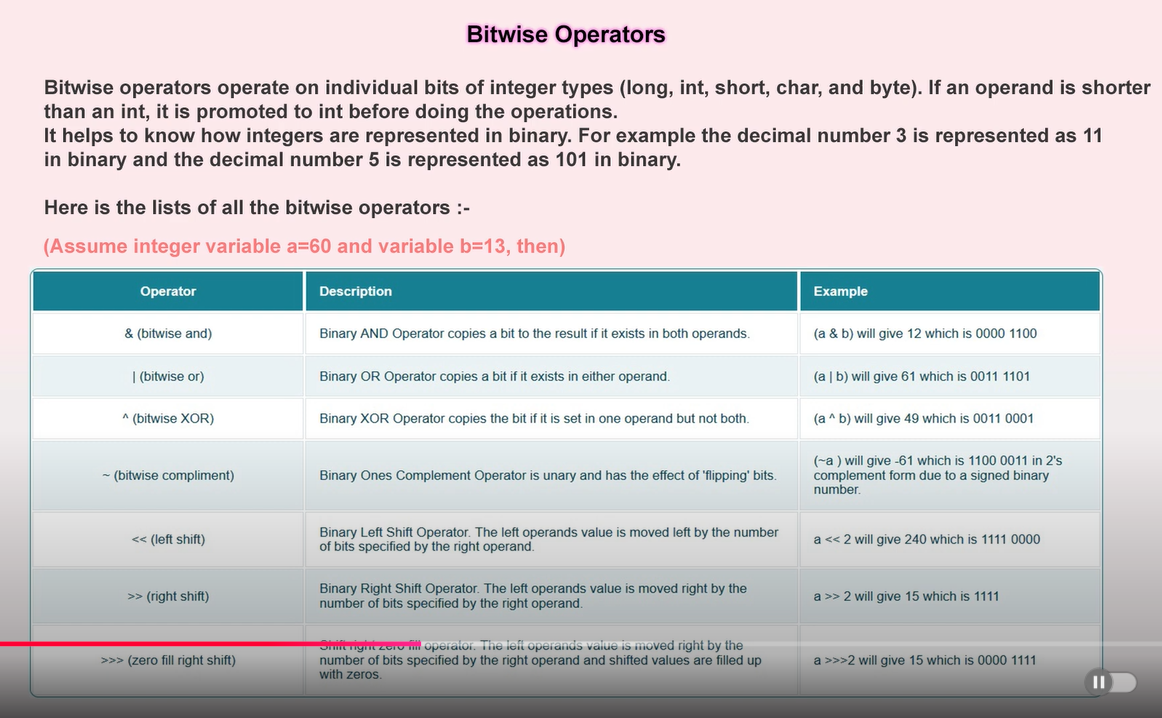 Bitwise Operators
Bitwise operators operate on individual bits of integer types (long, int, short, char, and byte). If an operand is shorter
than an int, it is promoted to int before doing the operations.
It helps to know how integers are represented in binary. For example the decimal number 3 is represented as 11
in binary and the decimal number 5 is represented as 101 in binary.
Here is the lists of all the bitwise operators :-
(Assume integer variable a=60 and variable b=13, then)
Operator Description Example
& (bitwise and) Binary AND Operator copies a bit to the result if it exists in both operands. (a & b) will give 12 which is 0000 1100
| (bitwise or) Binary OR Operator copies a bit if it exists in either operand. (a | b) will give 61 which is 0011 1101
^ (bitwise XOR) Binary XOR Operator copies the bit if it is set in one operand but not both. (a ^ b) will give 49 which is 0011 0001
~ (bitwise compliment) Binary Ones Complement Operator is unary and has the effect of 'flipping' bits.
(~a ) will give -61 which is 1100 0011 in 2's
complement form due to a signed binary
number.
<< (left shift)
Binary Left Shift Operator. The left operands value is moved left by the number
of bits specified by the right operand.
a << 2 will give 240 which is 1111 0000
>> (right shift)
Binary Right Shift Operator. The left operands value is moved right by the
number of bits specified by the right operand.
a >> 2 will give 15 which is 1111
>>> (zero fill right shift)
Shift right zero fill operator. The left operands value is moved right by the
number of bits specified by the right operand and shifted values are filled up
with zeros.
a >>>2 will give 15 which is 0000 1111